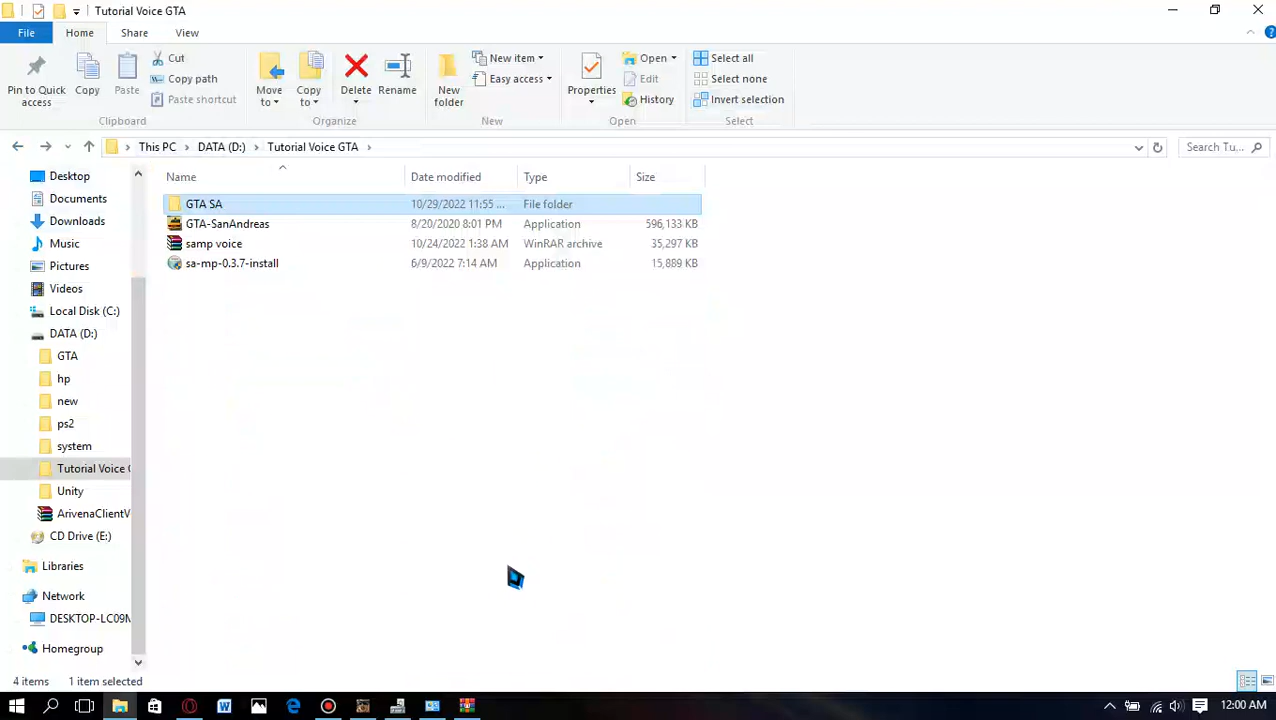 Tutorial Voice GTA
File Home Share View
Pin to Quick access
Copy
Paste
Cut
Copy path
Paste shortcut
Clipboard
Move to
Copy to
Delete
Rename
Organize
New folder
New item
Easy access
New
Properties
Open
Edit
History
Open
Select all
Select none
Invert selection
Select
This PC DATA (D:) Tutorial Voice GTA
Search Tu...
Name Date modified Type Size
GTA SA 10/29/2022 11:55 ... File folder
GTA-SanAndreas 8/20/2020 8:01 PM Application 596,133 KB
samp voice 10/24/2022 1:38 AM WinRAR archive 35,297 KB
sa-mp-0.3.7-install 6/9/2022 7:14 AM Application 15,889 KB
Desktop
Documents
Downloads
Music
Pictures
Videos
Local Disk (C:)
DATA (D:)
GTA
hp
new
ps2
system
Tutorial Voice
Unity
ArivenaClientV
CD Drive (E:)
Libraries
Network
DESKTOP-LC09
Homegroup
4 items 1 item selected
12:00 AM